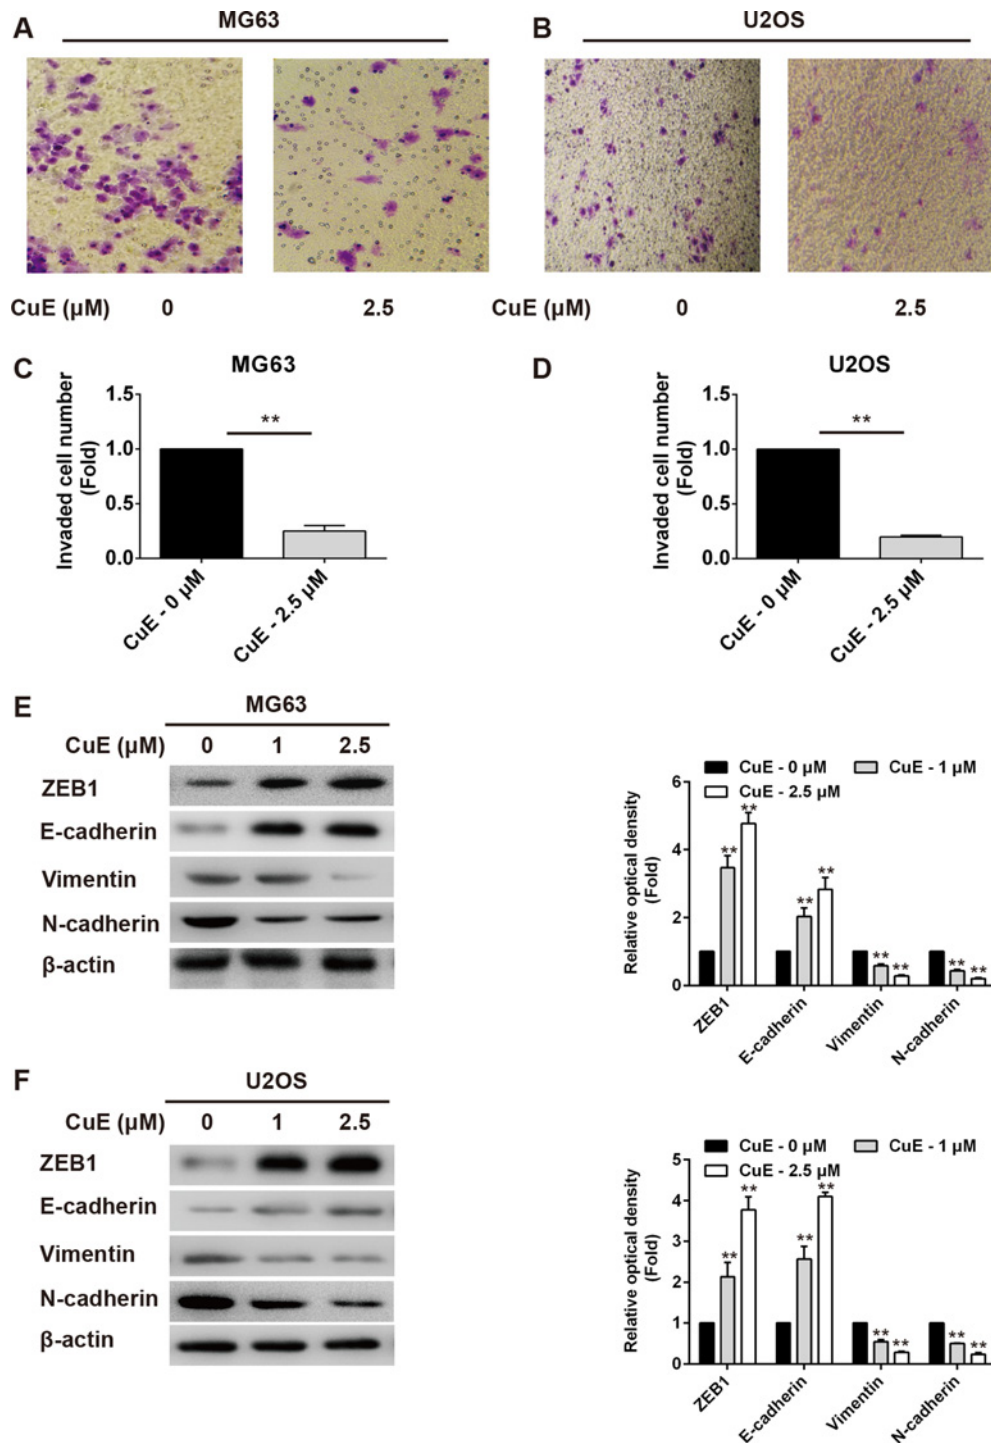 A MG63
B U2OS
CuE (μM) 0 2.5
CuE (μM) 0 2.5
C MG63
Invaded cell number
(Fold)
1.5
1.0
0.5
0.0
**
CuE - 0 μM
CuE - 2.5 μM
D U2OS
Invaded cell number
(Fold)
1.5
1.0
0.5
0.0
**
CuE - 0 μM
CuE - 2.5 μM
E MG63
CuE (μM) 0 1 2.5
ZEB1
E-cadherin
Vimentin
N-cadherin
β-actin
CuE - 0 μM CuE - 1 μM
CuE - 2.5 μM
Relative optical density
(Fold)
6
4
2
0
** ** ** ** ** ** ** **
ZEB1
E-cadherin
Vimentin
N-cadherin
F U2OS
CuE (μM) 0 1 2.5
ZEB1
E-cadherin
Vimentin
N-cadherin
β-actin
CuE - 0 μM CuE - 1 μM
CuE - 2.5 μM
Relative optical density
(Fold)
5
4
3
2
1
0
** ** ** ** ** ** ** **
ZEB1
E-cadherin
Vimentin
N-cadherin